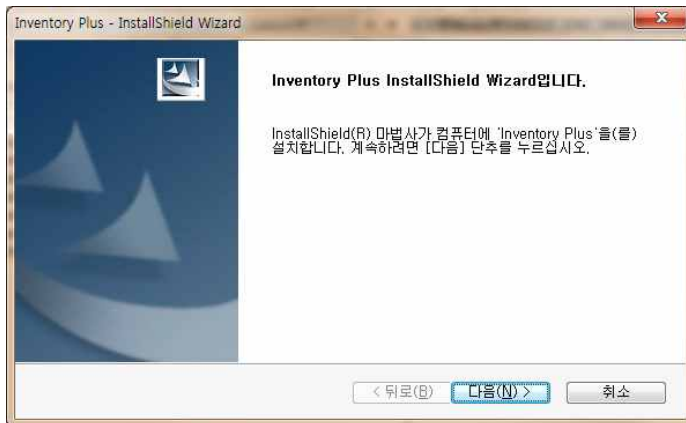 Inventory Plus - InstallShield Wizard
Inventory Plus InstallShield Wizard입니다.
InstallShield(R) 마법사가 컴퓨터에 'Inventory Plus'을(를)
설치합니다. 계속하려면 [다음] 단추를 누르십시오.
< 뒤로(B) 다음(N) > 취소